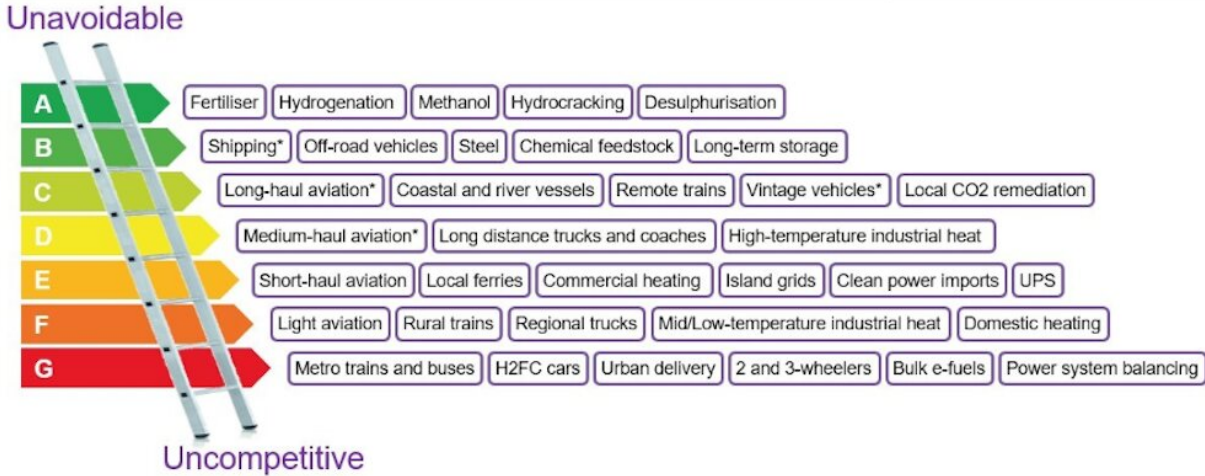 Unavoidable
A Fertiliser Hydrogenation Methanol Hydrocracking Desulphurisation
B Shipping* Off-road vehicles Steel Chemical feedstock Long-term storage
C Long-haul aviation* Coastal and river vessels Remote trains Vintage vehicles* Local CO2 remediation
D Medium-haul aviation* Long distance trucks and coaches High-temperature industrial heat
E Short-haul aviation Local ferries Commercial heating Island grids Clean power imports UPS
F Light aviation Rural trains Regional trucks Mid/Low-temperature industrial heat Domestic heating
G Metro trains and buses H2FC cars Urban delivery 2 and 3-wheelers Bulk e-fuels Power system balancing
Uncompetitive